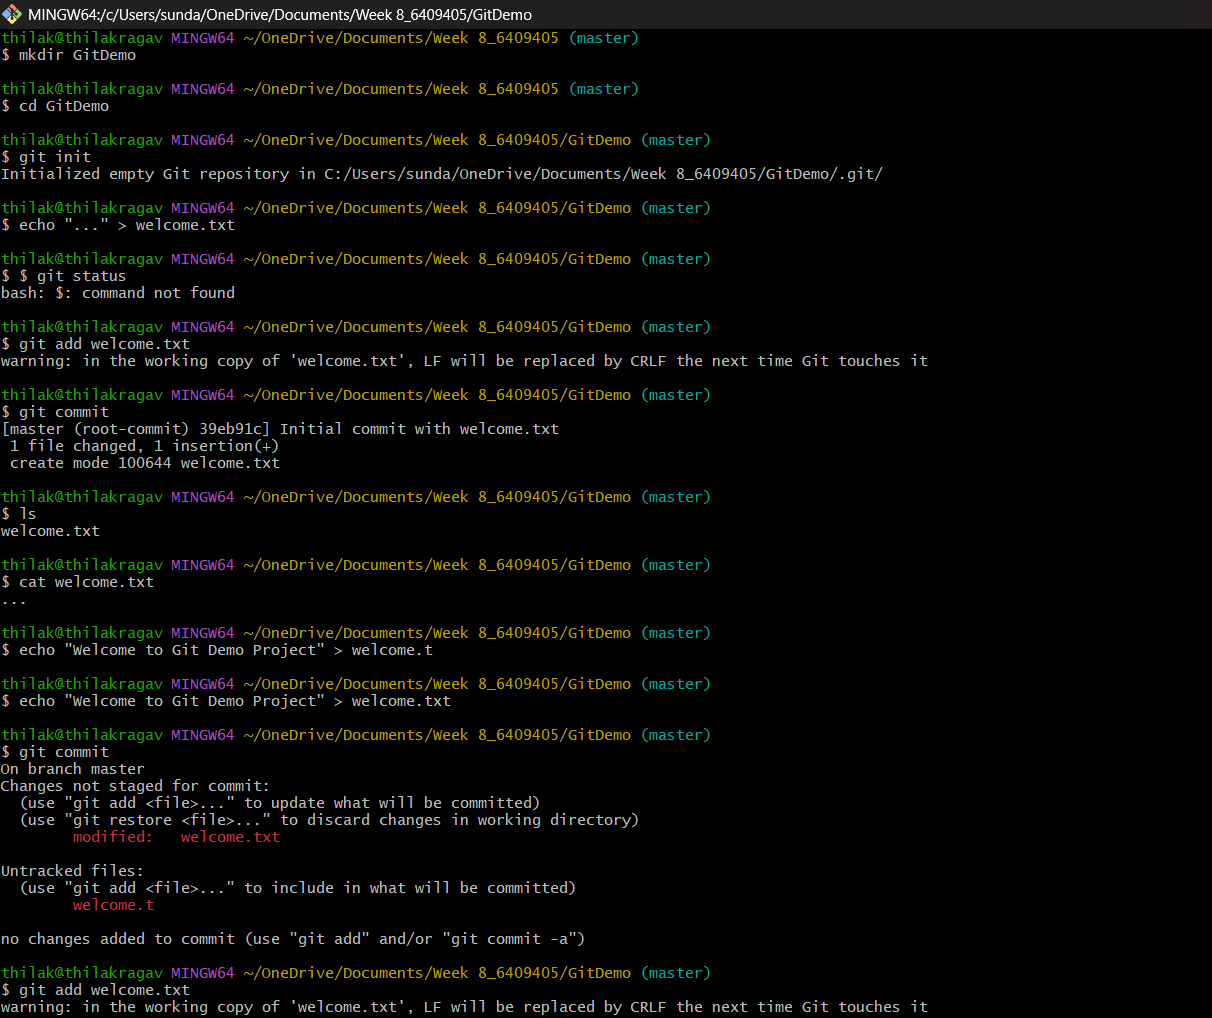 MINGW64:/c/Users/sunda/OneDrive/Documents/Week 8_6409405/GitDemo
thilak@thilakragav MINGW64 ~/OneDrive/Documents/Week 8_6409405 (master)
$ mkdir GitDemo
thilak@thilakragav MINGW64 ~/OneDrive/Documents/Week 8_6409405 (master)
$ cd GitDemo
thilak@thilakragav MINGW64 ~/OneDrive/Documents/Week 8_6409405/GitDemo (master)
$ git init
Initialized empty Git repository in C:/Users/sunda/OneDrive/Documents/Week 8_6409405/GitDemo/.git/
thilak@thilakragav MINGW64 ~/OneDrive/Documents/Week 8_6409405/GitDemo (master)
$ echo "..." > welcome.txt
thilak@thilakragav MINGW64 ~/OneDrive/Documents/Week 8_6409405/GitDemo (master)
$ $ git status
bash: $: command not found
thilak@thilakragav MINGW64 ~/OneDrive/Documents/Week 8_6409405/GitDemo (master)
$ git add welcome.txt
warning: in the working copy of 'welcome.txt', LF will be replaced by CRLF the next time Git touches it
thilak@thilakragav MINGW64 ~/OneDrive/Documents/Week 8_6409405/GitDemo (master)
$ git commit
[master (root-commit) 39eb91c] Initial commit with welcome.txt
 1 file changed, 1 insertion(+)
 create mode 100644 welcome.txt
thilak@thilakragav MINGW64 ~/OneDrive/Documents/Week 8_6409405/GitDemo (master)
$ ls
welcome.txt
thilak@thilakragav MINGW64 ~/OneDrive/Documents/Week 8_6409405/GitDemo (master)
$ cat welcome.txt
...
thilak@thilakragav MINGW64 ~/OneDrive/Documents/Week 8_6409405/GitDemo (master)
$ echo "Welcome to Git Demo Project" > welcome.t
thilak@thilakragav MINGW64 ~/OneDrive/Documents/Week 8_6409405/GitDemo (master)
$ echo "Welcome to Git Demo Project" > welcome.txt
thilak@thilakragav MINGW64 ~/OneDrive/Documents/Week 8_6409405/GitDemo (master)
$ git commit
On branch master
Changes not staged for commit:
  (use "git add <file>..." to update what will be committed)
  (use "git restore <file>..." to discard changes in working directory)
        modified:   welcome.txt
Untracked files:
  (use "git add <file>..." to include in what will be committed)
        welcome.t
no changes added to commit (use "git add" and/or "git commit -a")
thilak@thilakragav MINGW64 ~/OneDrive/Documents/Week 8_6409405/GitDemo (master)
$ git add welcome.txt
warning: in the working copy of 'welcome.txt', LF will be replaced by CRLF the next time Git touches it